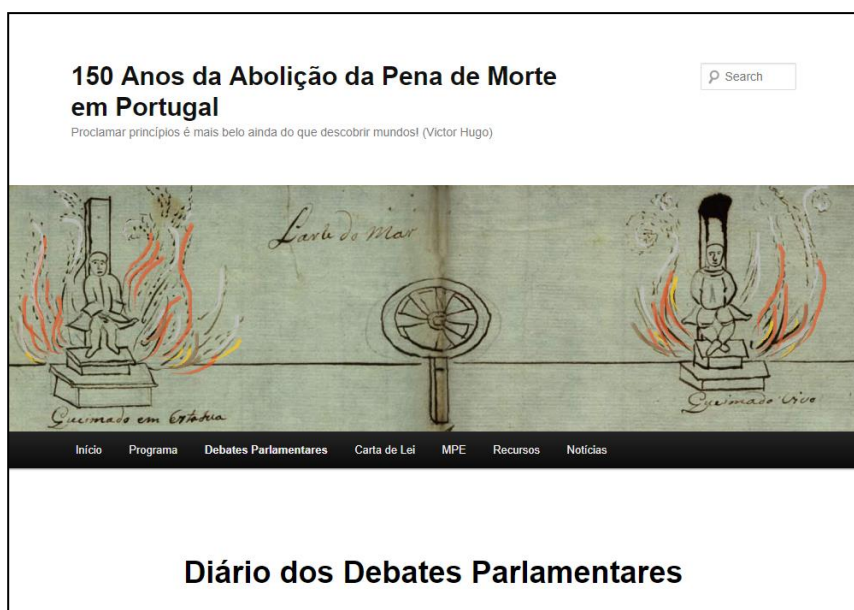 150 Anos da Abolição da Pena de Morte
em Portugal
Search
Proclamar princípios é mais belo ainda do que descobrir mundos! (Victor Hugo)
Larle do Mar
Queimado em Estatua
Queimado Vivo
Início Programa Debates Parlamentares Carta de Lei MPE Recursos Notícias
Diário dos Debates Parlamentares